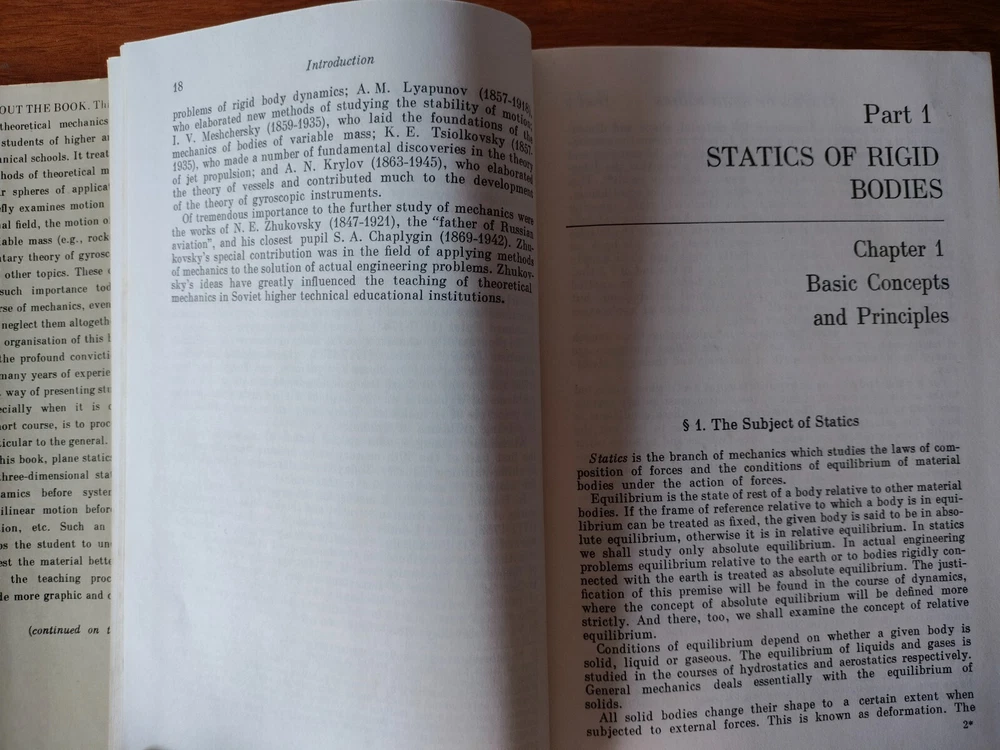 OUT THE BOOK.
theoretical mechanics
students of higher
nical schools. It treat
hods of theoretical
r spheres of applica
fly examines motion
al field, the motion
able mass (e.g., rock
tary theory of gyrosc
other topics. These
such importance
rse of mechanics, even
neglect them altogeth
organisation of this
the profound convicti
many years of experie
way of presenting
cially when it is
ort course, is to proc
ticular to the general.
his book, plane statics
three-dimensional
amics before system
ilinear motion before
sion, etc. Such an
ps the student to un
est the material bette
the teaching proc
de more graphic and
(continued on
18
Introduction
problems of rigid body dynamics; A. M. Lyapunov (1857-1918),
who elaborated new methods of studying the stability of motion;
I. V. Meshchersky (1859-1935), who laid the foundations of the
mechanics of bodies of variable mass; K. E. Tsiolkovsky (1857-
1935), who made a number of fundamental discoveries in the theory
of jet propulsion; and A. N. Krylov (1863-1945), who elaborated
the theory of vessels and contributed much to the development
of the theory of gyroscopic instruments.
Of tremendous importance to the further study of mechanics were
the works of N. E. Zhukovsky (1847-1921), the "father of Russian
aviation", and his closest pupil S. A. Chaplygin (1869-1942). Zhu-
kovsky's special contribution was in the field of applying methods
of mechanics to the solution of actual engineering problems. Zhukov-
sky's ideas have greatly influenced the teaching of theoretical
mechanics in Soviet higher technical educational institutions.
Part 1
STATICS OF RIGID
BODIES
Chapter 1
Basic Concepts
and Principles
§ 1. The Subject of Statics
Statics is the branch of mechanics which studies the laws of com-
position of forces and the conditions of equilibrium of material
bodies under the action of forces.
Equilibrium is the state of rest of a body relative to other material
bodies. If the frame of reference relative to which a body is in equi-
librium can be treated as fixed, the given body is said to be in abso-
lute equilibrium, otherwise it is in relative equilibrium. In statics
we shall study only absolute equilibrium. In actual engineering
problems equilibrium relative to the earth or to bodies rigidly con-
nected with the earth is treated as absolute equilibrium. The justi-
fication of this premise will be found in the course of dynamics,
where the concept of absolute equilibrium will be defined more
strictly. And there, too, we shall examine the concept of relative
equilibrium.
Conditions of equilibrium depend on whether a given body is
solid, liquid or gaseous. The equilibrium of liquids and gases is
studied in the courses of hydrostatics and aerostatics respectively.
General mechanics deals essentially with the equilibrium of
solids.
All solid bodies change their shape to a certain extent when
subjected to external forces. This is known as deformation. The
2*